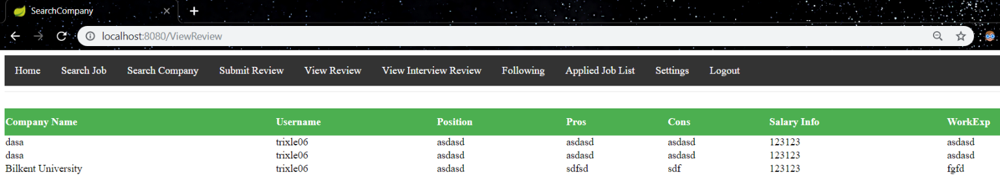 SearchCompany
localhost:8080/ViewReview
Home Search Job Search Company Submit Review View Review View Interview Review Following Applied Job List Settings Logout
Company Name Username Position Pros Cons Salary Info WorkExp
dasa trixle06 asdasd asdasd asdasd 123123 asdasd
dasa trixle06 asdasd asdasd asdasd 123123 asdasd
Bilkent University trixle06 asdasd sdfsd sdf 123123 fgfd